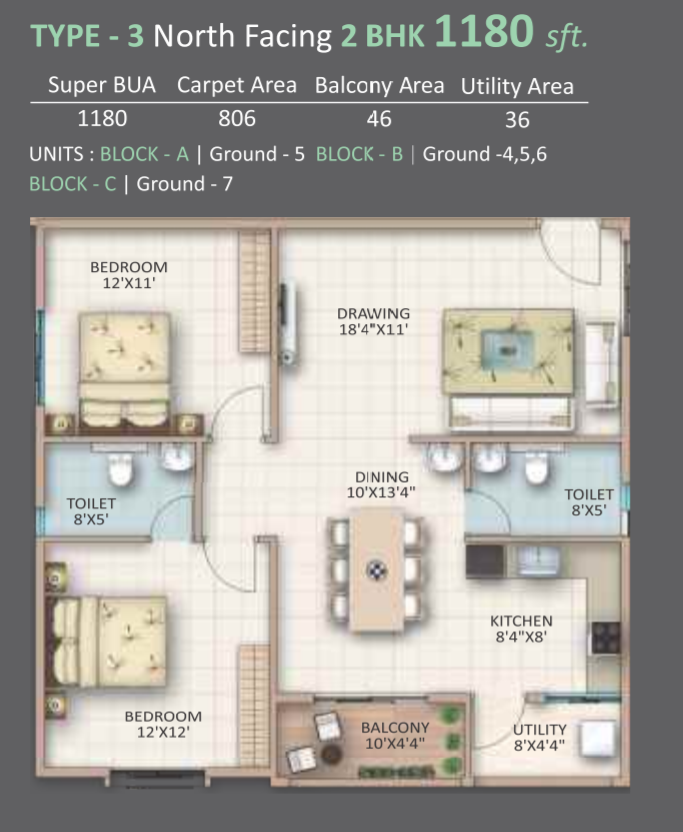 TYPE - 3 North Facing 2 BHK 1180 sft.
Super BUA Carpet Area Balcony Area Utility Area
1180 806 46 36
UNITS : BLOCK - A | Ground - 5 BLOCK - B | Ground -4,5,6
BLOCK - C | Ground - 7
BEDROOM
12'X11'
DRAWING
18'4"X11'
DINING
10'X13'4"
TOILET
8'X5'
TOILET
8'X5'
KITCHEN
8'4"X8'
BEDROOM
12'X12'
BALCONY
10'X4'4"
UTILITY
8'X4'4"